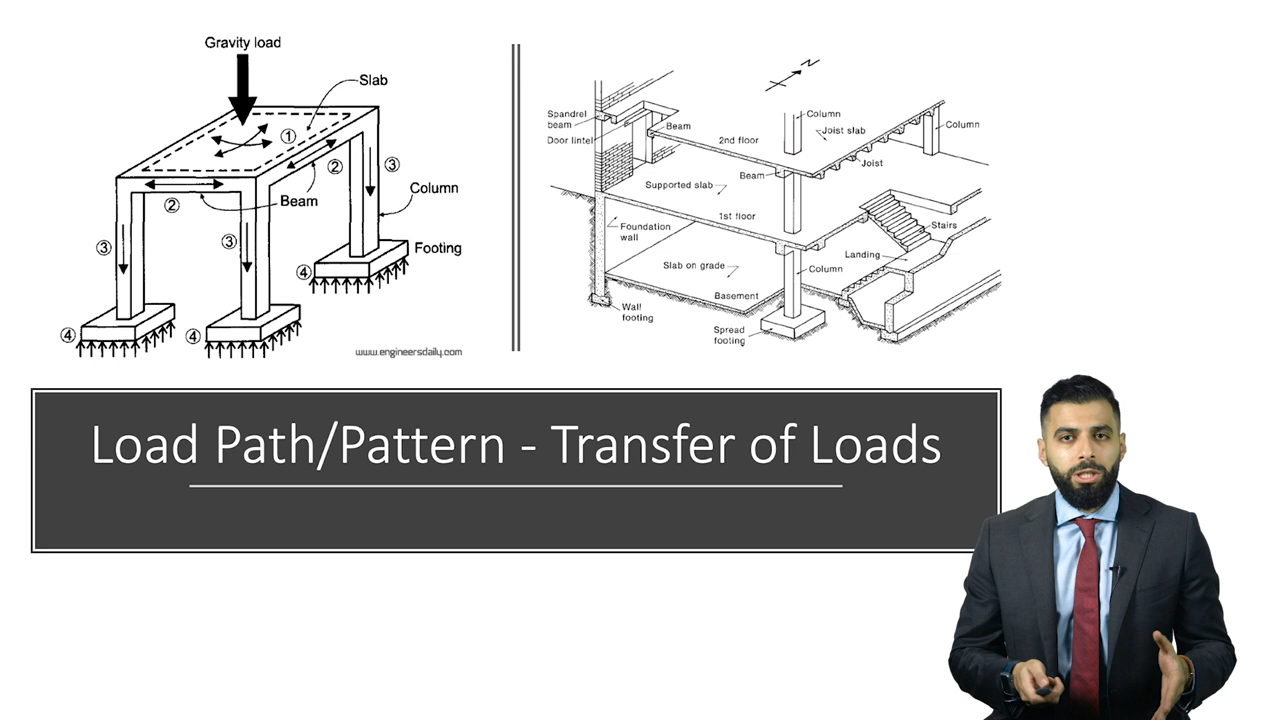 Gravity load
Slab
①
②
③
Beam
②
Column
③
③
Footing
④
④
④
www.engineersdaily.com
N
Spandrel
beam
Door lintel
Beam
2nd floor
Column
Joist slab
Column
Joist
Beam
Supported slab
1st floor
Foundation
wall
Stairs
Landing
Slab on grade
Column
Basement
Wall
footing
Spread
footing
Load Path/Pattern - Transfer of Loads